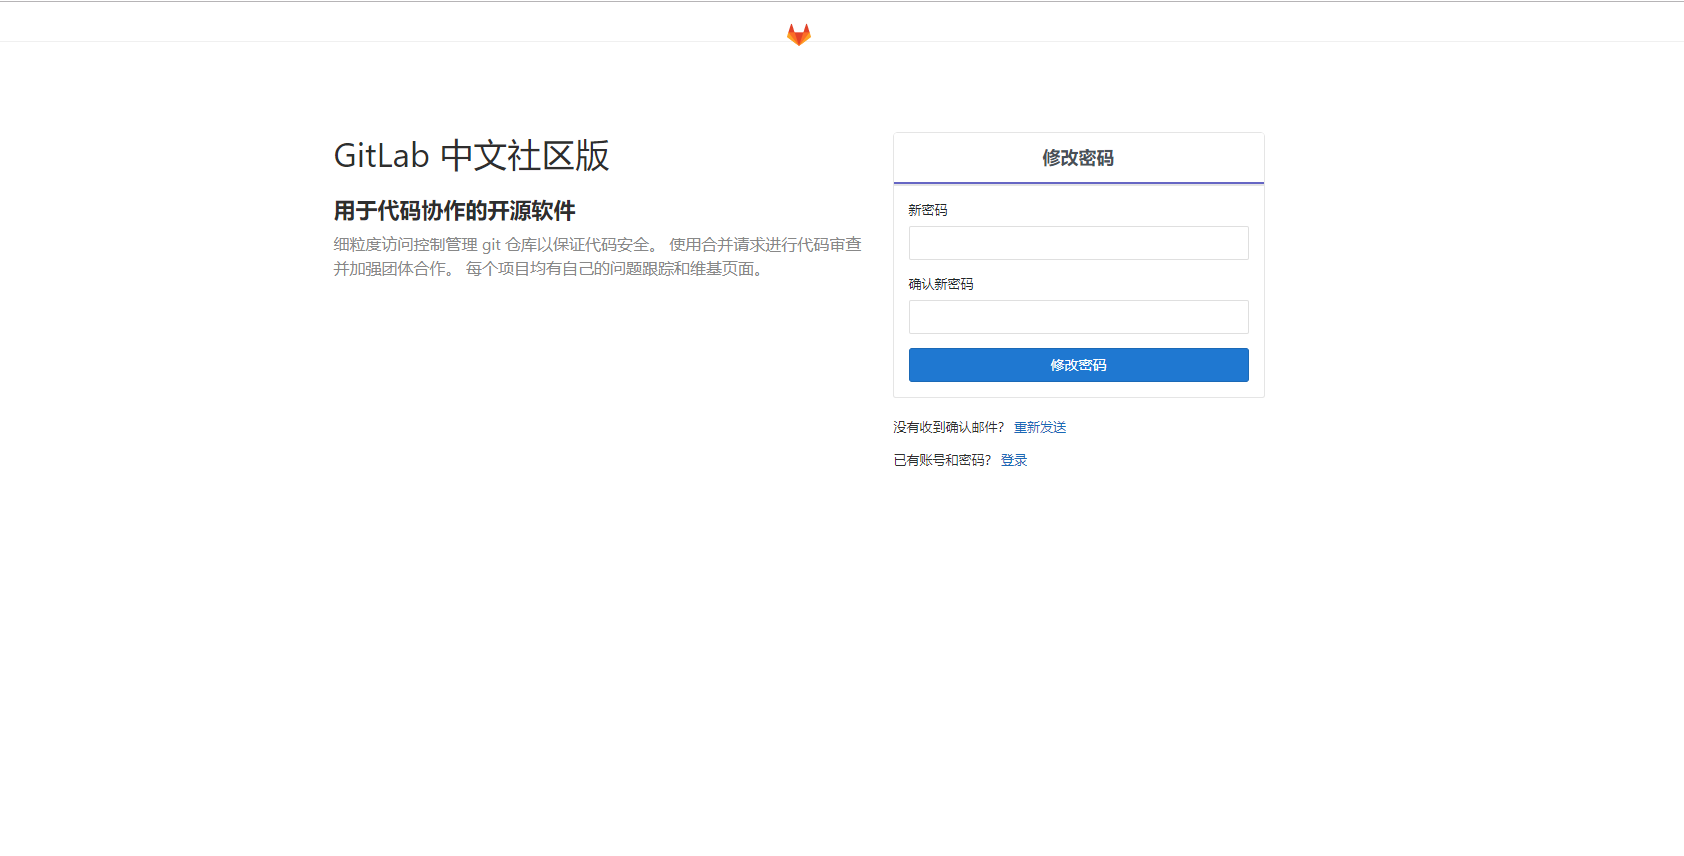 GitLab 中文社区版
用于代码协作的开源软件
细粒度访问控制管理 git 仓库以保证代码安全。 使用合并请求进行代码审查
并加强团体合作。 每个项目均有自己的问题跟踪和维基页面。
修改密码
新密码
确认新密码
修改密码
没有收到确认邮件? 重新发送
已有账号和密码? 登录